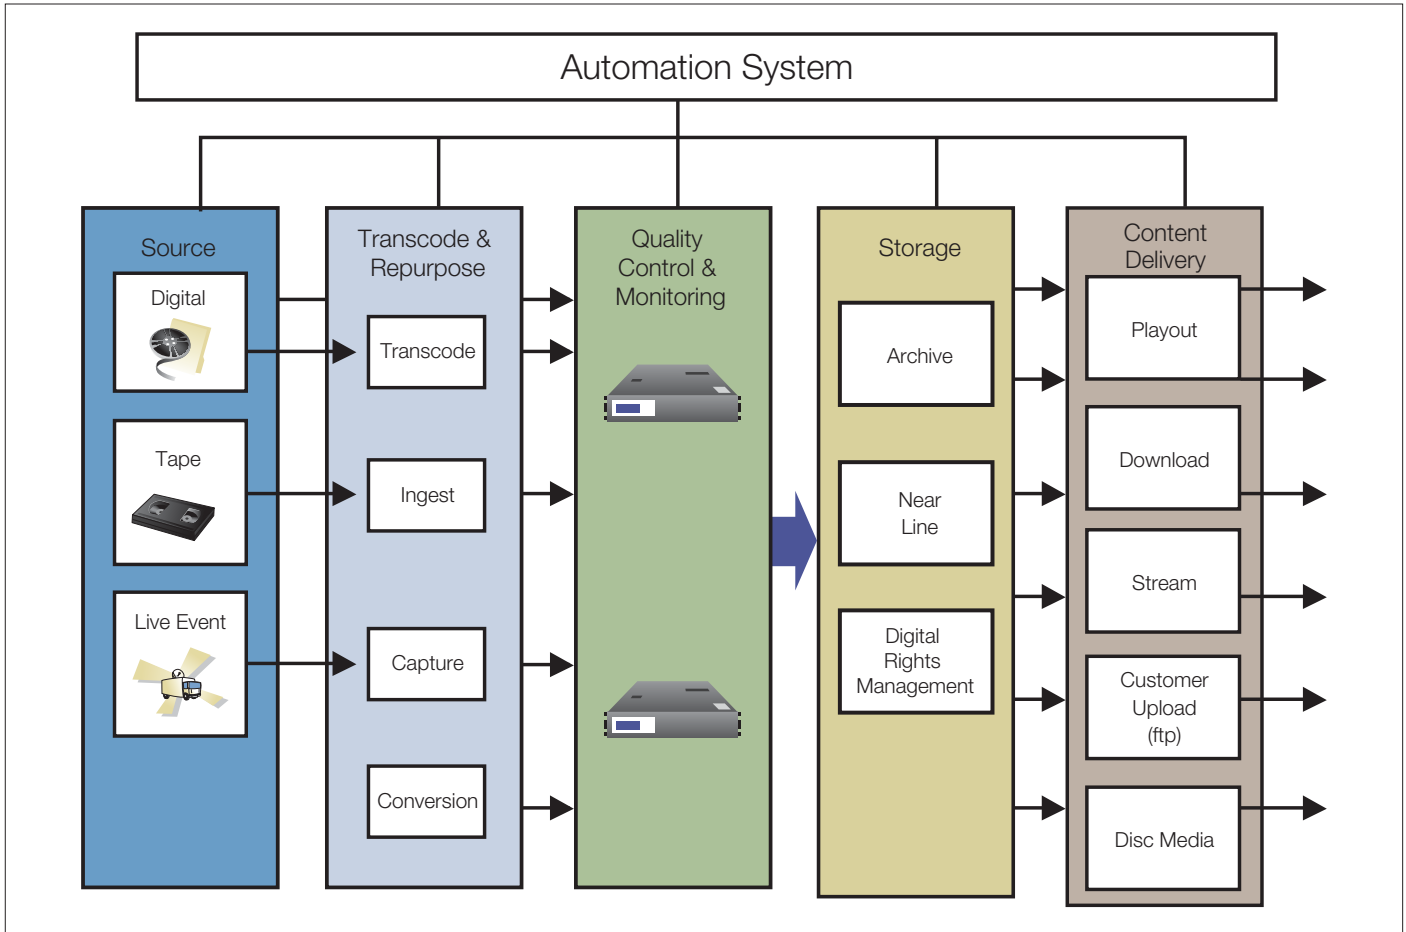 Automation System
Source
Digital
Tape
Live Event
Transcode &
Repurpose
Transcode
Ingest
Capture
Conversion
Quality
Control &
Monitoring
Storage
Archive
Near
Line
Digital
Rights
Management
Content
Delivery
Playout
Download
Stream
Customer
Upload
(ftp)
Disc Media